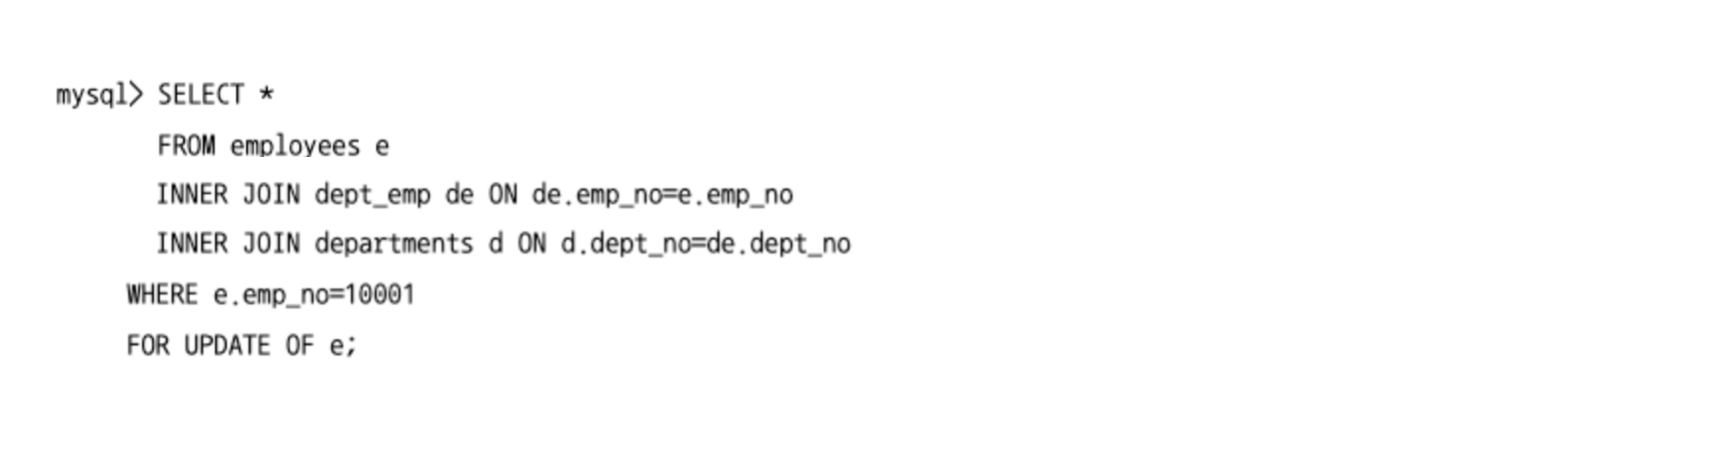 mysql> SELECT *
FROM employees e
INNER JOIN dept_emp de ON de.emp_no=e.emp_no
INNER JOIN departments d ON d.dept_no=de.dept_no
WHERE e.emp_no=10001
FOR UPDATE OF e;